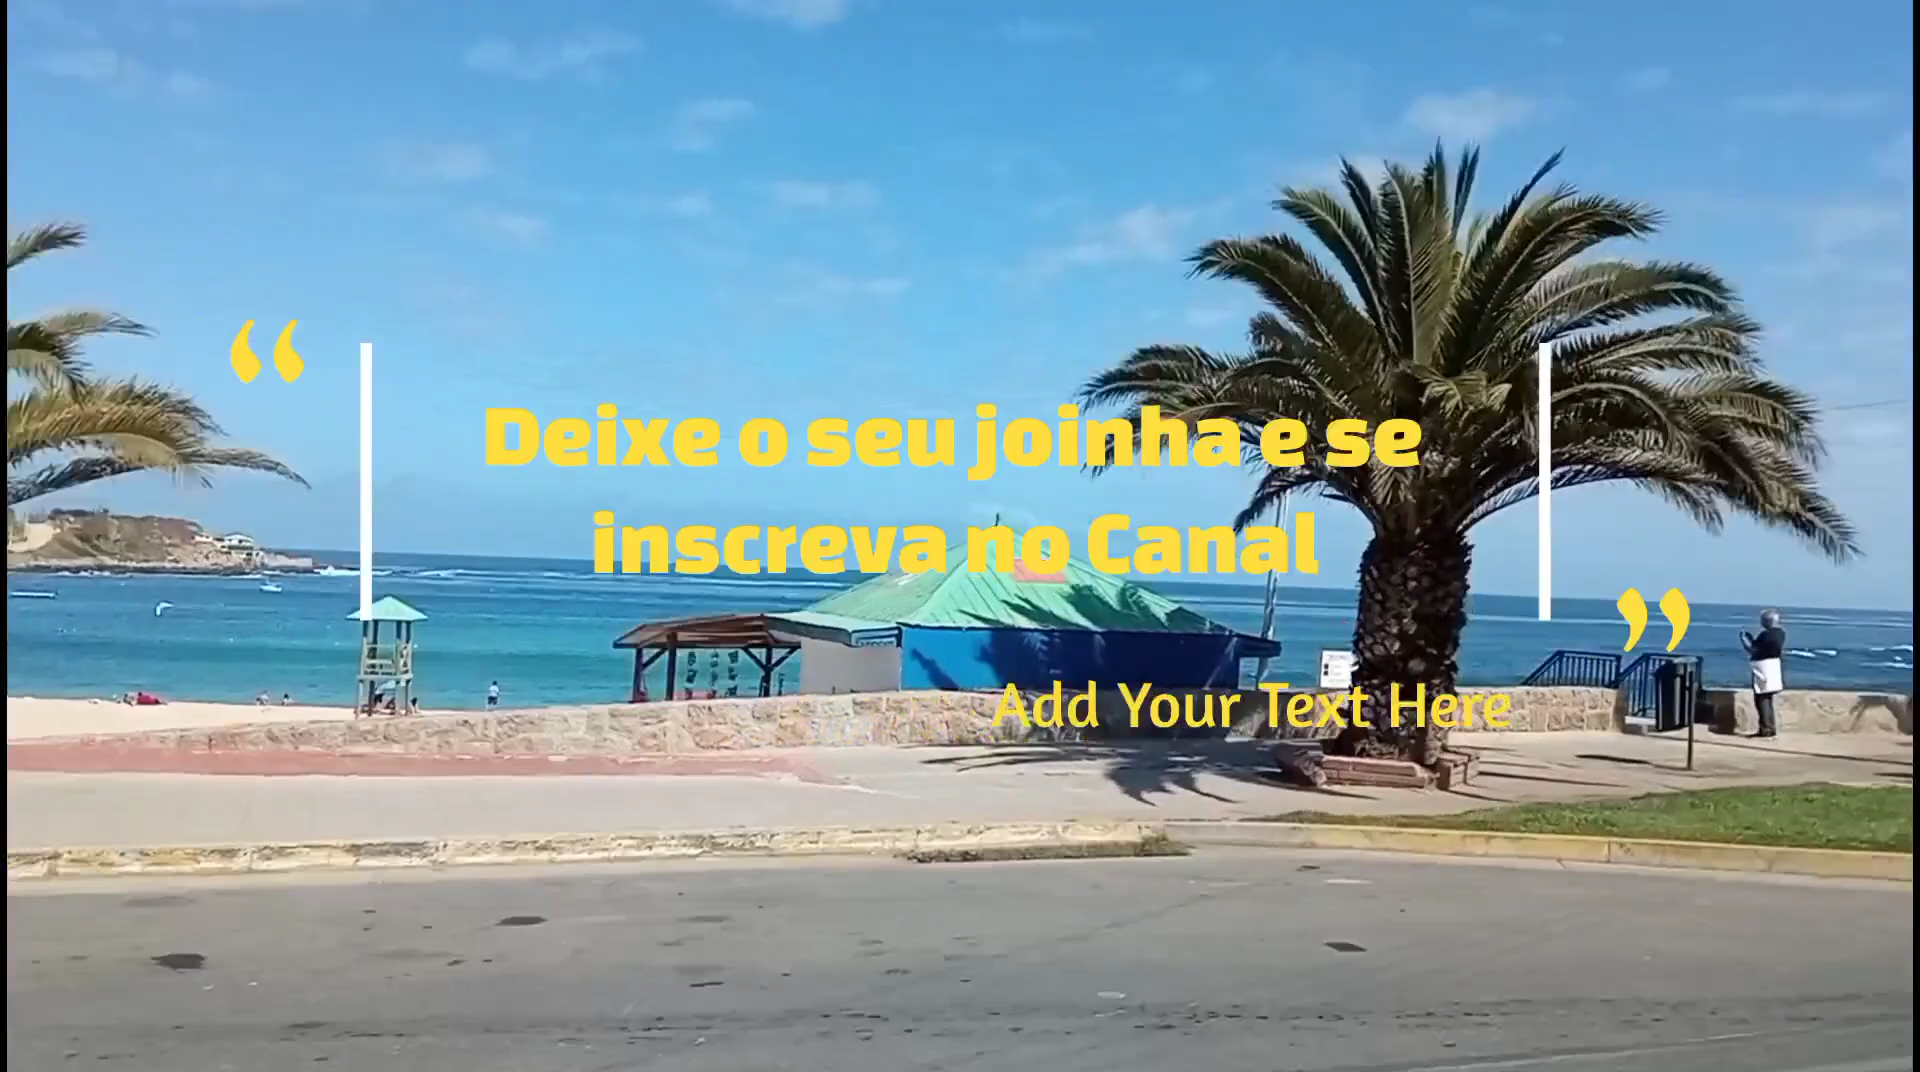 “
Deixe o seu joinha e se
inscreva no Canal
”
Add Your Text Here